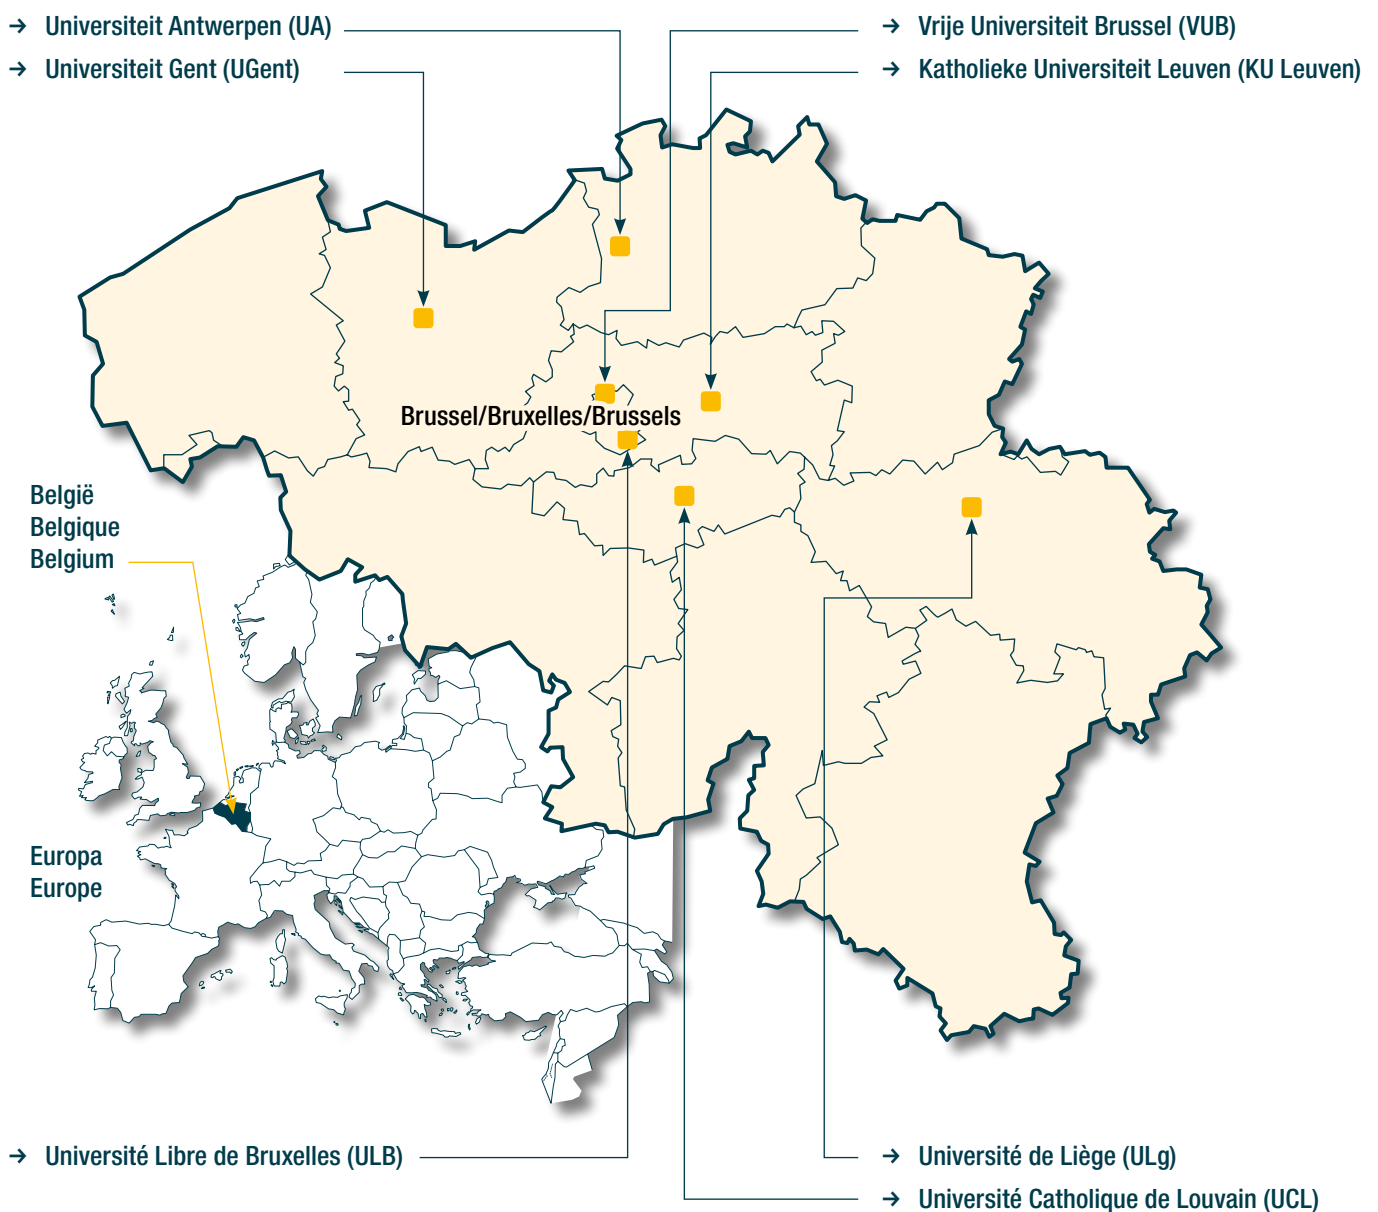 → Universiteit Antwerpen (UA)
→ Universiteit Gent (UGent)
→ Vrije Universiteit Brussel (VUB)
→ Katholieke Universiteit Leuven (KU Leuven)
Brussel/Bruxelles/Brussels
België
Belgique
Belgium
Europa
Europe
→ Université Libre de Bruxelles (ULB)
→ Université de Liège (ULg)
→ Université Catholique de Louvain (UCL)